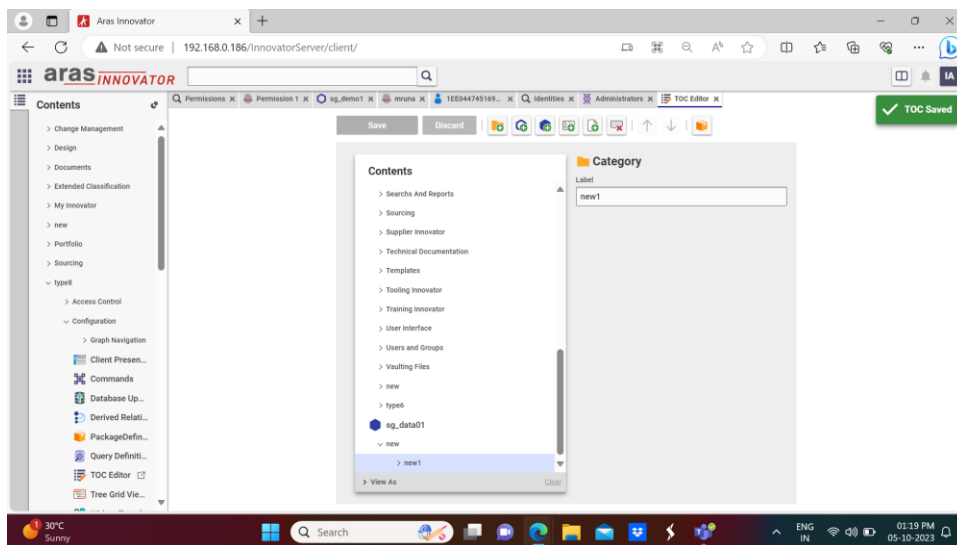 Aras Innovator
Not secure | 192.168.0.186/InnovatorServer/client/
aras INNOVATOR
IA
Contents
Permissions x Permission 1 x sg_demo1 x mruna x 1EE044745169... x Identities x Administrators x TOC Editor x
TOC Saved
Save Discard
> Change Management
> Design
> Documents
> Extended Classification
> My Innovator
> new
> Portfolio
> Sourcing
type8
> Access Control
Configuration
> Graph Navigation
Client Presen...
Commands
Database Up...
Derived Relati...
PackageDefin...
Query Definiti...
TOC Editor
Tree Grid Vie...
Contents
> Searchs And Reports
> Sourcing
> Supplier Innovator
> Technical Documentation
> Templates
> Tooling Innovator
> Training Innovator
> User Interface
> Users and Groups
> Vaulting Files
> new
> type6
sg_data01
new
> new1
> View As Clear
Category
Label
new1
1
30°C
Sunny
Search
ENG
IN
01:19 PM
05-10-2023